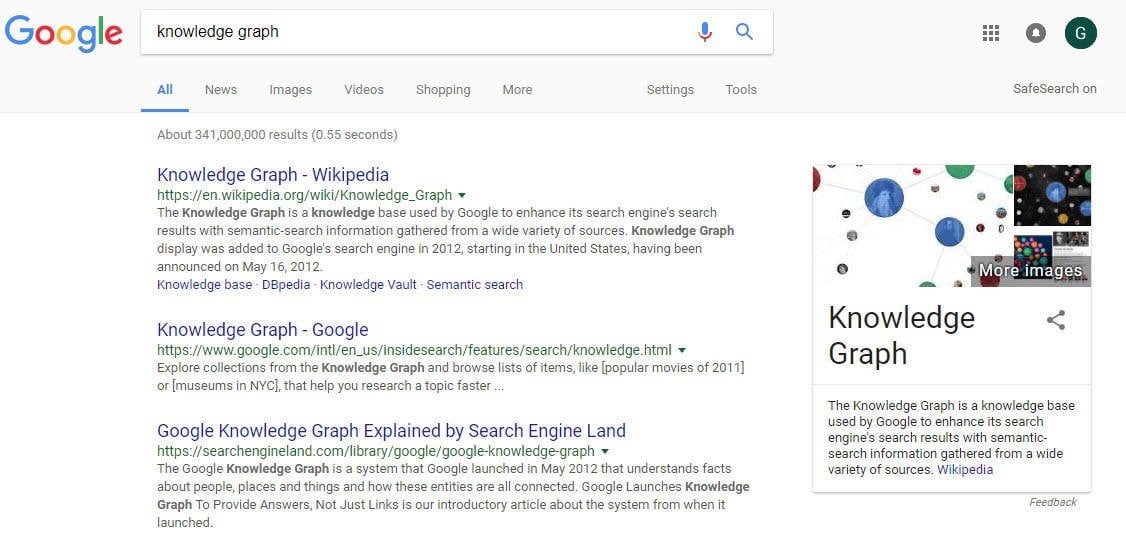 Google
knowledge graph
G
All News Images Videos Shopping More Settings Tools
SafeSearch on
About 341,000,000 results (0.55 seconds)
Knowledge Graph - Wikipedia
https://en.wikipedia.org/wiki/Knowledge_Graph
The Knowledge Graph is a knowledge base used by Google to enhance its search engine's search
results with semantic-search information gathered from a wide variety of sources. Knowledge Graph
display was added to Google's search engine in 2012, starting in the United States, having been
announced on May 16, 2012.
Knowledge base · DBpedia · Knowledge Vault · Semantic search
Knowledge Graph - Google
https://www.google.com/intl/en_us/insidesearch/features/search/knowledge.html
Explore collections from the Knowledge Graph and browse lists of items, like [popular movies of 2011]
or [museums in NYC], that help you research a topic faster ...
Google Knowledge Graph Explained by Search Engine Land
https://searchengineland.com/library/google/google-knowledge-graph
The Google Knowledge Graph is a system that Google launched in May 2012 that understands facts
about people, places and things and how these entities are all connected. Google Launches Knowledge
Graph To Provide Answers, Not Just Links is our introductory article about the system from when it
launched.
More images
Knowledge
Graph
The Knowledge Graph is a knowledge base
used by Google to enhance its search
engine's search results with semantic-
search information gathered from a wide
variety of sources. Wikipedia
Feedback